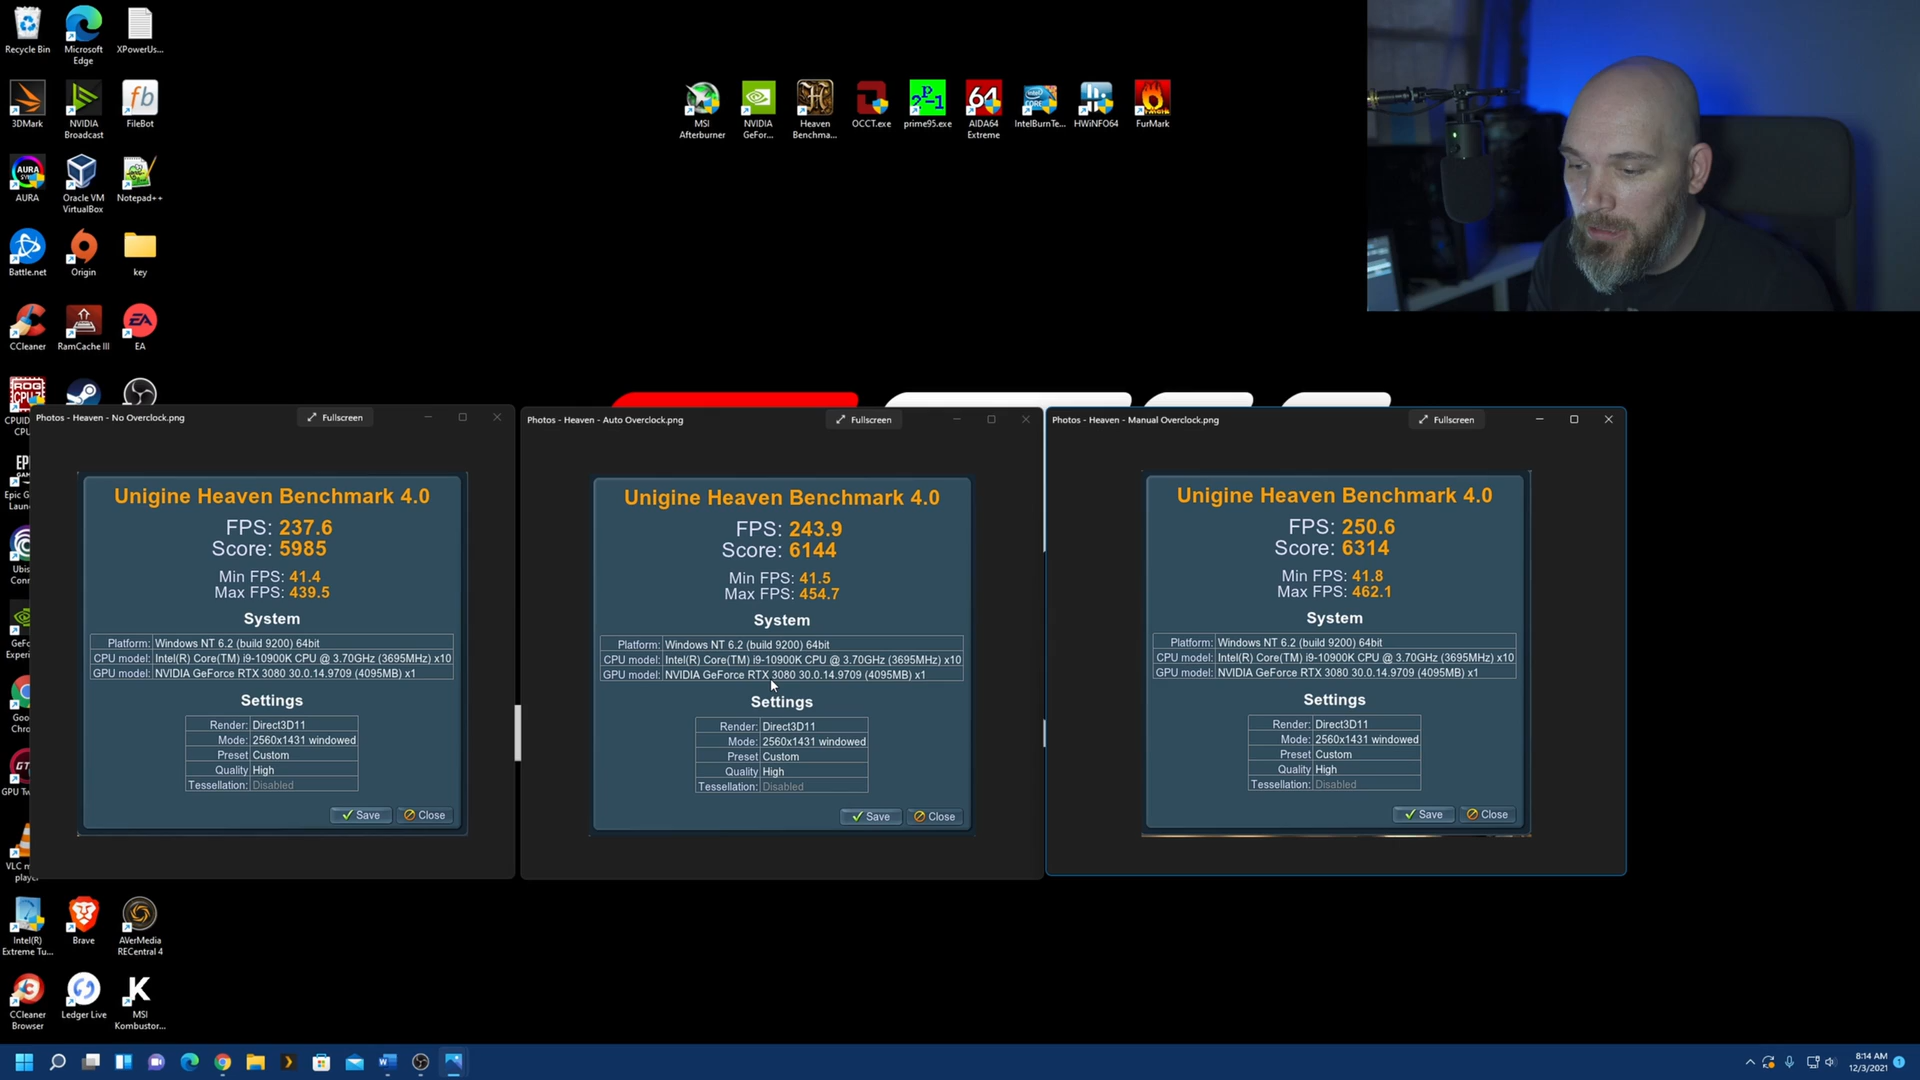 Recycle Bin
Microsoft Edge
XPowerUs...
3DMark
NVIDIA Broadcast
FileBot
AURA
Oracle VM VirtualBox
Notepad++
Battle.net
Origin
key
CCleaner
RamCache III
EA
MSI Afterburner
NVIDIA GeFor...
Heaven Benchma...
OCCT.exe
prime95.exe
AIDA64 Extreme
IntelBurnTe...
HWiNFO64
FurMark
Photos - Heaven - No Overclock.png
Fullscreen
Unigine Heaven Benchmark 4.0
FPS: 237.6
Score: 5985
Min FPS: 41.4
Max FPS: 439.5
System
Platform: Windows NT 6.2 (build 9200) 64bit
CPU model: Intel(R) Core(TM) i9-10900K CPU @ 3.70GHz (3695MHz) x10
GPU model: NVIDIA GeForce RTX 3080 30.0.14.9709 (4095MB) x1
Settings
Render: Direct3D11
Mode: 2560x1431 windowed
Preset Custom
Quality High
Tessellation: Disabled
Save
Close
Photos - Heaven - Auto Overclock.png
Fullscreen
Unigine Heaven Benchmark 4.0
FPS: 243.9
Score: 6144
Min FPS: 41.5
Max FPS: 454.7
System
Platform: Windows NT 6.2 (build 9200) 64bit
CPU model: Intel(R) Core(TM) i9-10900K CPU @ 3.70GHz (3695MHz) x10
GPU model: NVIDIA GeForce RTX 3080 30.0.14.9709 (4095MB) x1
Settings
Render: Direct3D11
Mode: 2560x1431 windowed
Preset Custom
Quality High
Tessellation: Disabled
Save
Close
Photos - Heaven - Manual Overclock.png
Fullscreen
Unigine Heaven Benchmark 4.0
FPS: 250.6
Score: 6314
Min FPS: 41.8
Max FPS: 462.1
System
Platform: Windows NT 6.2 (build 9200) 64bit
CPU model: Intel(R) Core(TM) i9-10900K CPU @ 3.70GHz (3695MHz) x10
GPU model: NVIDIA GeForce RTX 3080 30.0.14.9709 (4095MB) x1
Settings
Render: Direct3D11
Mode: 2560x1431 windowed
Preset Custom
Quality High
Tessellation: Disabled
Save
Close
Intel(R) Extreme Tu...
Brave
AVerMedia RECentral 4
CCleaner Browser
Ledger Live
MSI Kombustor...
8:14 AM
12/3/2021